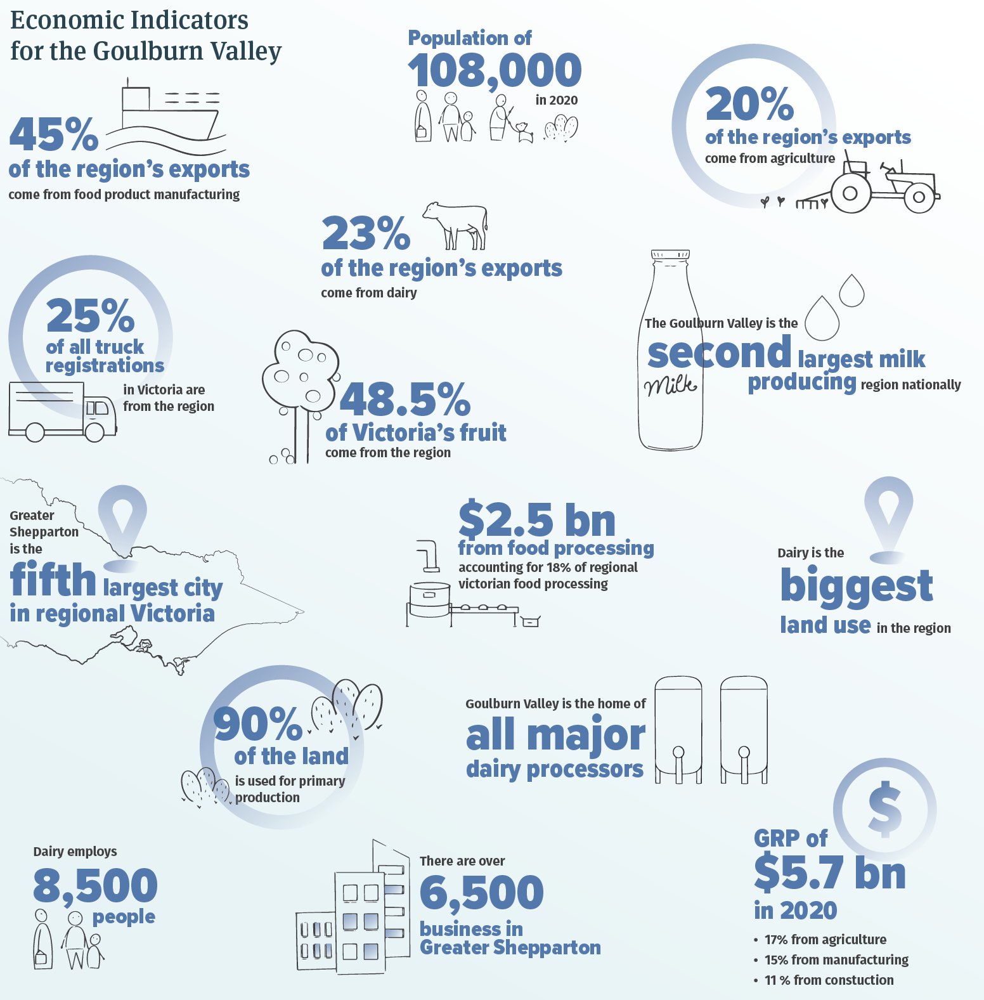 Economic Indicators
for the Goulburn Valley
Population of
108,000
in 2020
20%
of the region's exports
come from agriculture
45%
of the region's exports
come from food product manufacturing
23%
of the region's exports
come from dairy
25%
of all truck
registrations
in Victoria are
from the region
The Goulburn Valley is the
second largest milk
producing region nationally
Milk
48.5%
of Victoria's fruit
come from the region
Greater
Shepparton
is the
fifth largest city
in regional Victoria
$2.5 bn
from food processing
accounting for 18% of regional
victorian food processing
Dairy is the
biggest
land use in the region
90%
of the land
is used for primary
production
Goulburn Valley is the home of
all major
dairy processors
$
GRP of
$5.7 bn
in 2020
• 17% from agriculture
• 15% from manufacturing
• 11 % from constuction
Dairy employs
8,500
people
There are over
6,500
business in
Greater Shepparton